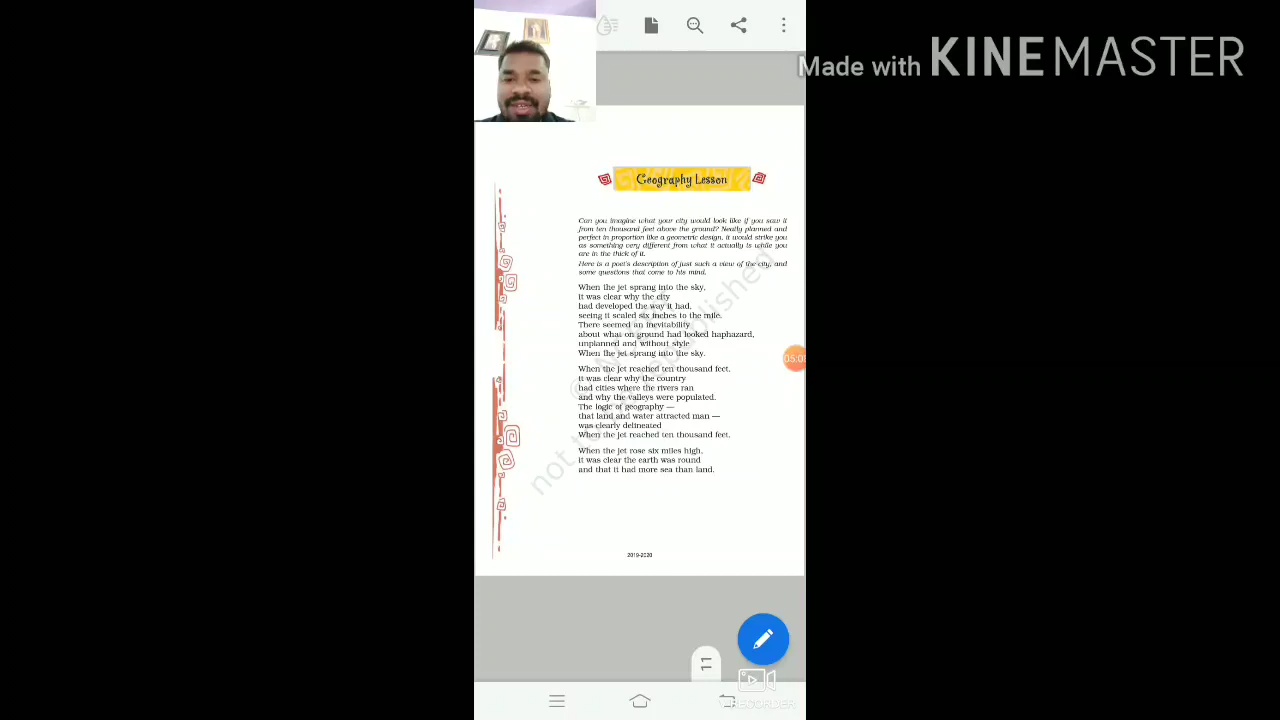 Made with KINEMASTER
Geography Lesson
Can you imagine what your city would look like if you saw it
from ten thousand feet above the ground? Neatly planned and
perfect in proportion like a geometric design, it would strike you
as something very different from what it actually is while you
are in the thick of it.
Here is a poet's description of just such a view of the city, and
some questions that come to his mind.
When the jet sprang into the sky,
it was clear why the city
had developed the way it had,
seeing it scaled six inches to the mile.
There seemed an inevitability
about what on ground had looked haphazard,
unplanned and without style
When the jet sprang into the sky.
When the jet reached ten thousand feet,
it was clear why the country
had cities where the rivers ran
and why the valleys were populated.
The logic of geography —
that land and water attracted man —
was clearly delineated
When the jet reached ten thousand feet.
When the jet rose six miles high,
it was clear the earth was round
and that it had more sea than land.
not to be republished
2019-2020
11
RECORDER